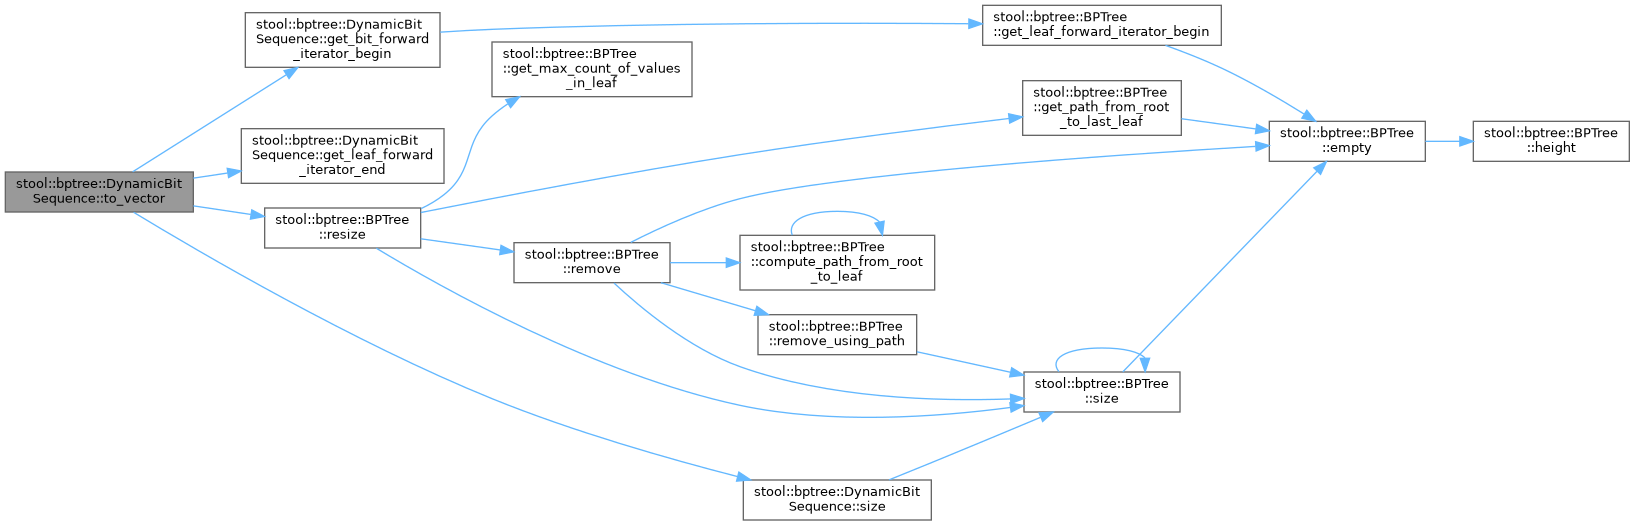 stool::bptree::DynamicBit
Sequence::to_vector
stool::bptree::DynamicBit
Sequence::get_bit_forward
_iterator_begin
stool::bptree::DynamicBit
Sequence::get_leaf_forward
_iterator_end
stool::bptree::BPTree
::resize
stool::bptree::BPTree
::get_max_count_of_values
_in_leaf
stool::bptree::BPTree
::remove
stool::bptree::BPTree
::compute_path_from_root
_to_leaf
stool::bptree::BPTree
::remove_using_path
stool::bptree::DynamicBit
Sequence::size
stool::bptree::BPTree
::get_leaf_forward_iterator_begin
stool::bptree::BPTree
::get_path_from_root
_to_last_leaf
stool::bptree::BPTree
::size
stool::bptree::BPTree
::empty
stool::bptree::BPTree
::height